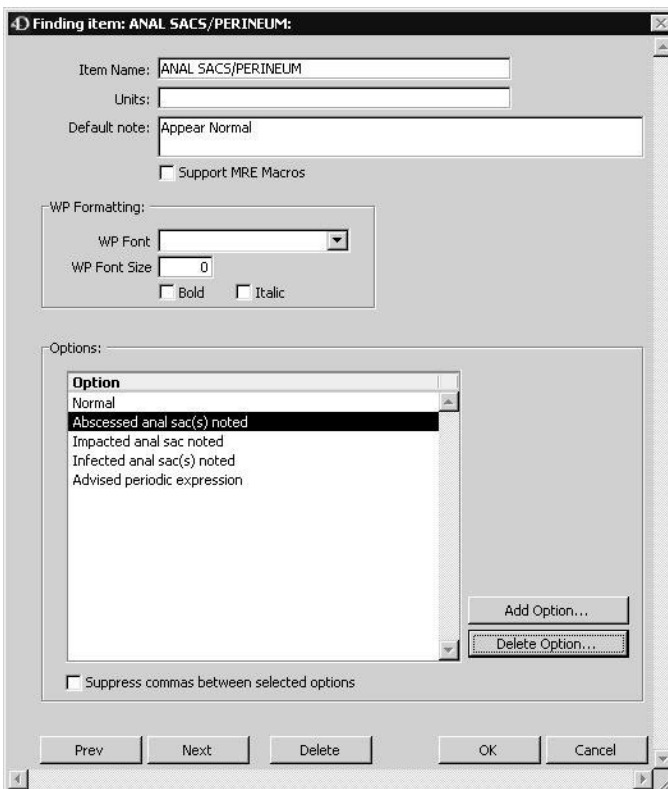 4D Finding item: ANAL SACS/PERINEUM:
Item Name: ANAL SACS/PERINEUM
Units:
Default note: Appear Normal
Support MRE Macros
WP Formatting:
WP Font
WP Font Size 0
Bold Italic
Options:
Option
Normal
Abscessed anal sac(s) noted
Impacted anal sac noted
Infected anal sac(s) noted
Advised periodic expression
Add Option...
Delete Option...
Suppress commas between selected options
Prev Next Delete OK Cancel